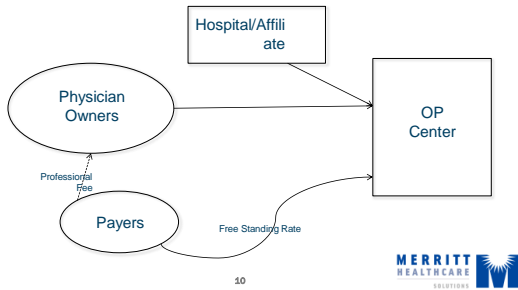 Hospital/Affili
ate
Physician
Owners
OP
Center
Professional
Fee
Payers
Free Standing Rate
10
MERRITT
HEALTHCARE
SOLUTIONS